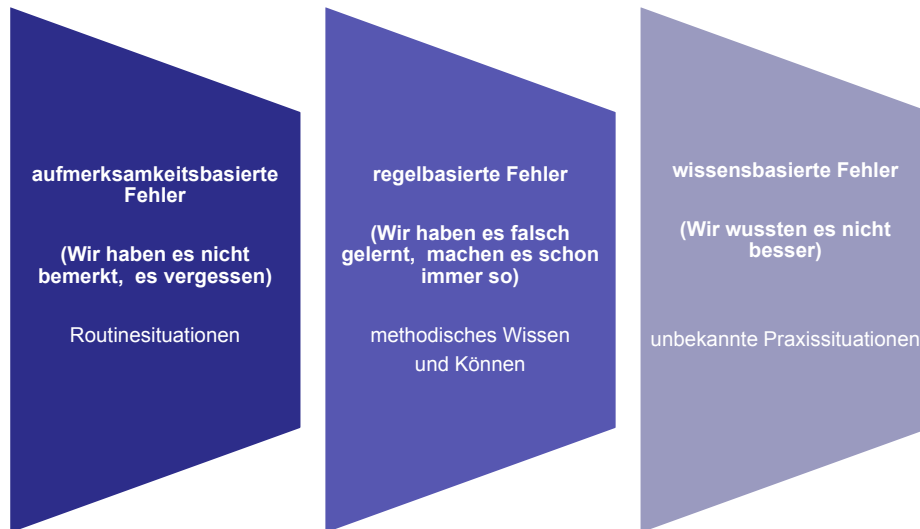 aufmerksamkeitsbasierte
Fehler
(Wir haben es nicht
bemerkt, es vergessen)
Routinesituationen
regelbasierte Fehler
(Wir haben es falsch
gelernt, machen es schon
immer so)
methodisches Wissen
und Können
wissensbasierte Fehler
(Wir wussten es nicht
besser)
unbekannte Praxissituationen